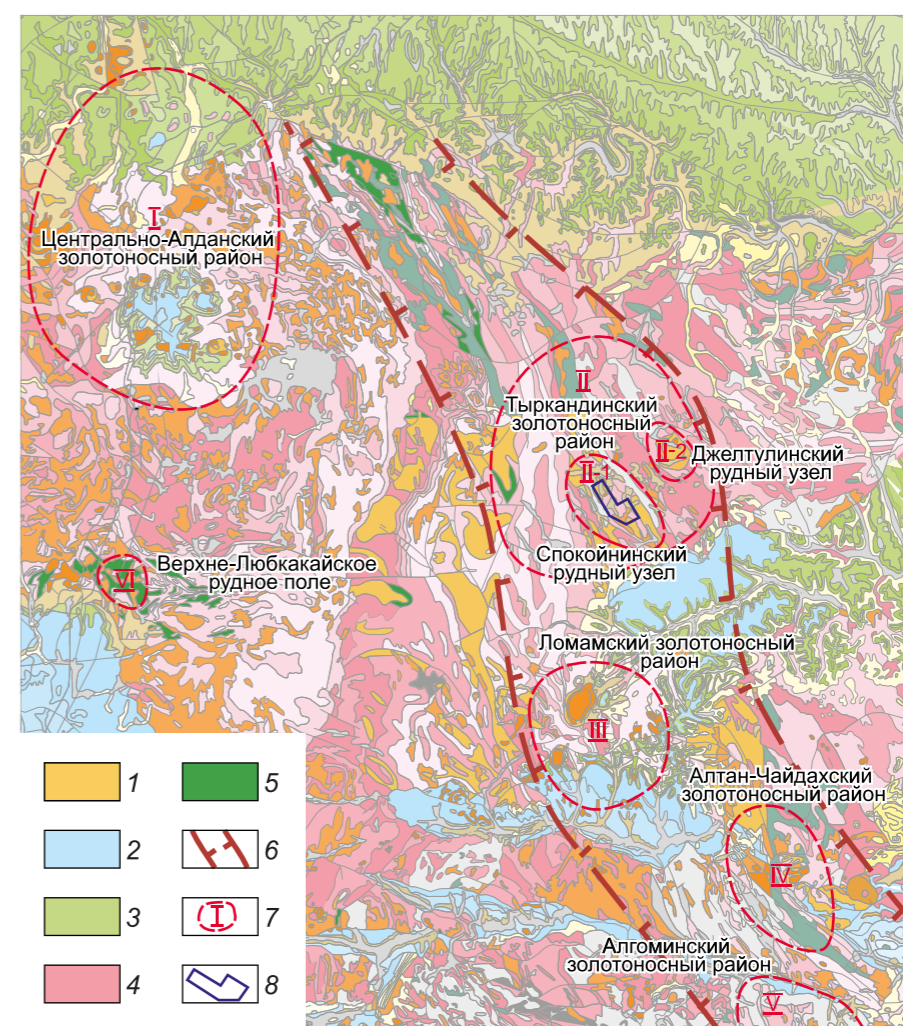 I
Центрально-Алданский
золотоносный район
II
Тыркандинский
золотоносный
район
II-2
Джелтулинский
рудный узел
II-1
Спокойнинский
рудный узел
VI
Верхне-Любкакайское
рудное поле
Ломамский золотоносный
район
III
Алтан-Чайдахский
золотоносный район
IV
Алгоминский
золотоносный район
V
1
5
2
6
3
I
7
4
8